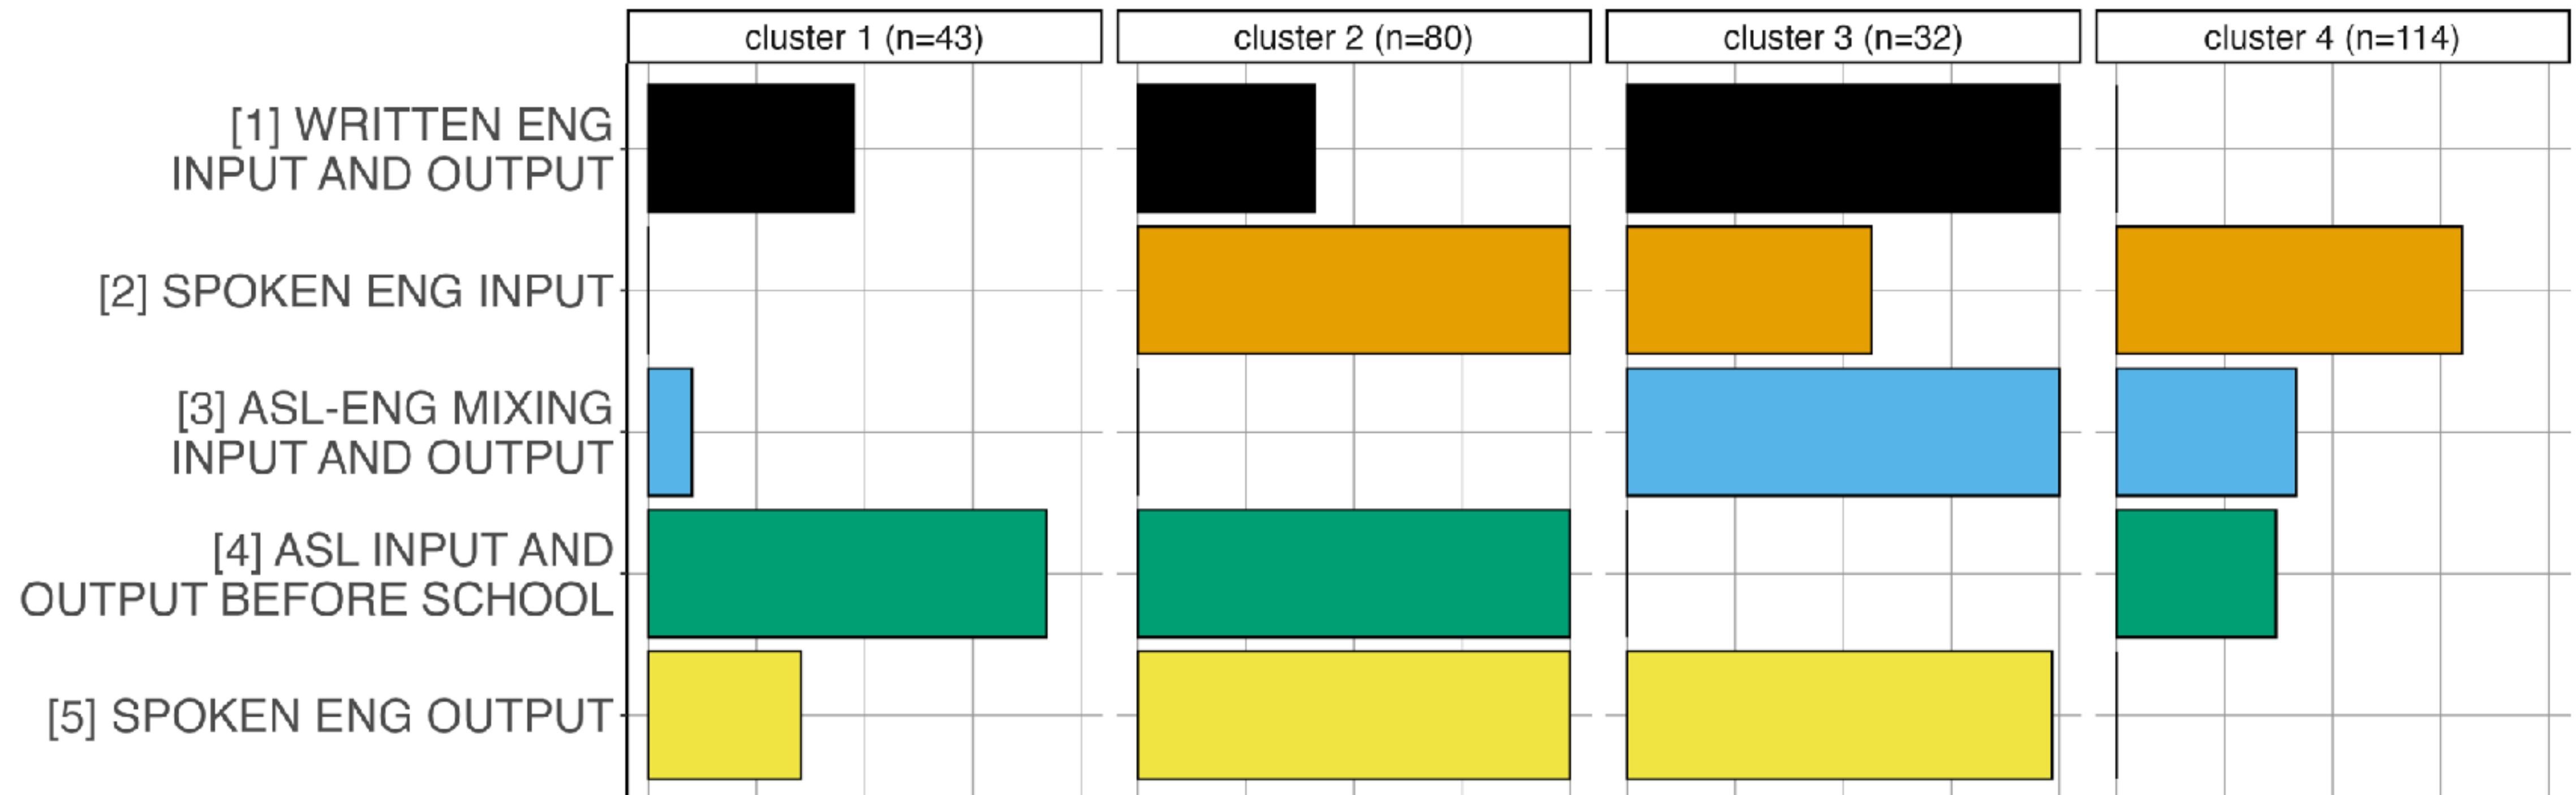 cluster 1 (n=43)
cluster 2 (n=80)
cluster 3 (n=32)
cluster 4 (n=114)
[1] WRITTEN ENG
INPUT AND OUTPUT
[2] SPOKEN ENG INPUT
[3] ASL-ENG MIXING
INPUT AND OUTPUT
[4] ASL INPUT AND
OUTPUT BEFORE SCHOOL
[5] SPOKEN ENG OUTPUT